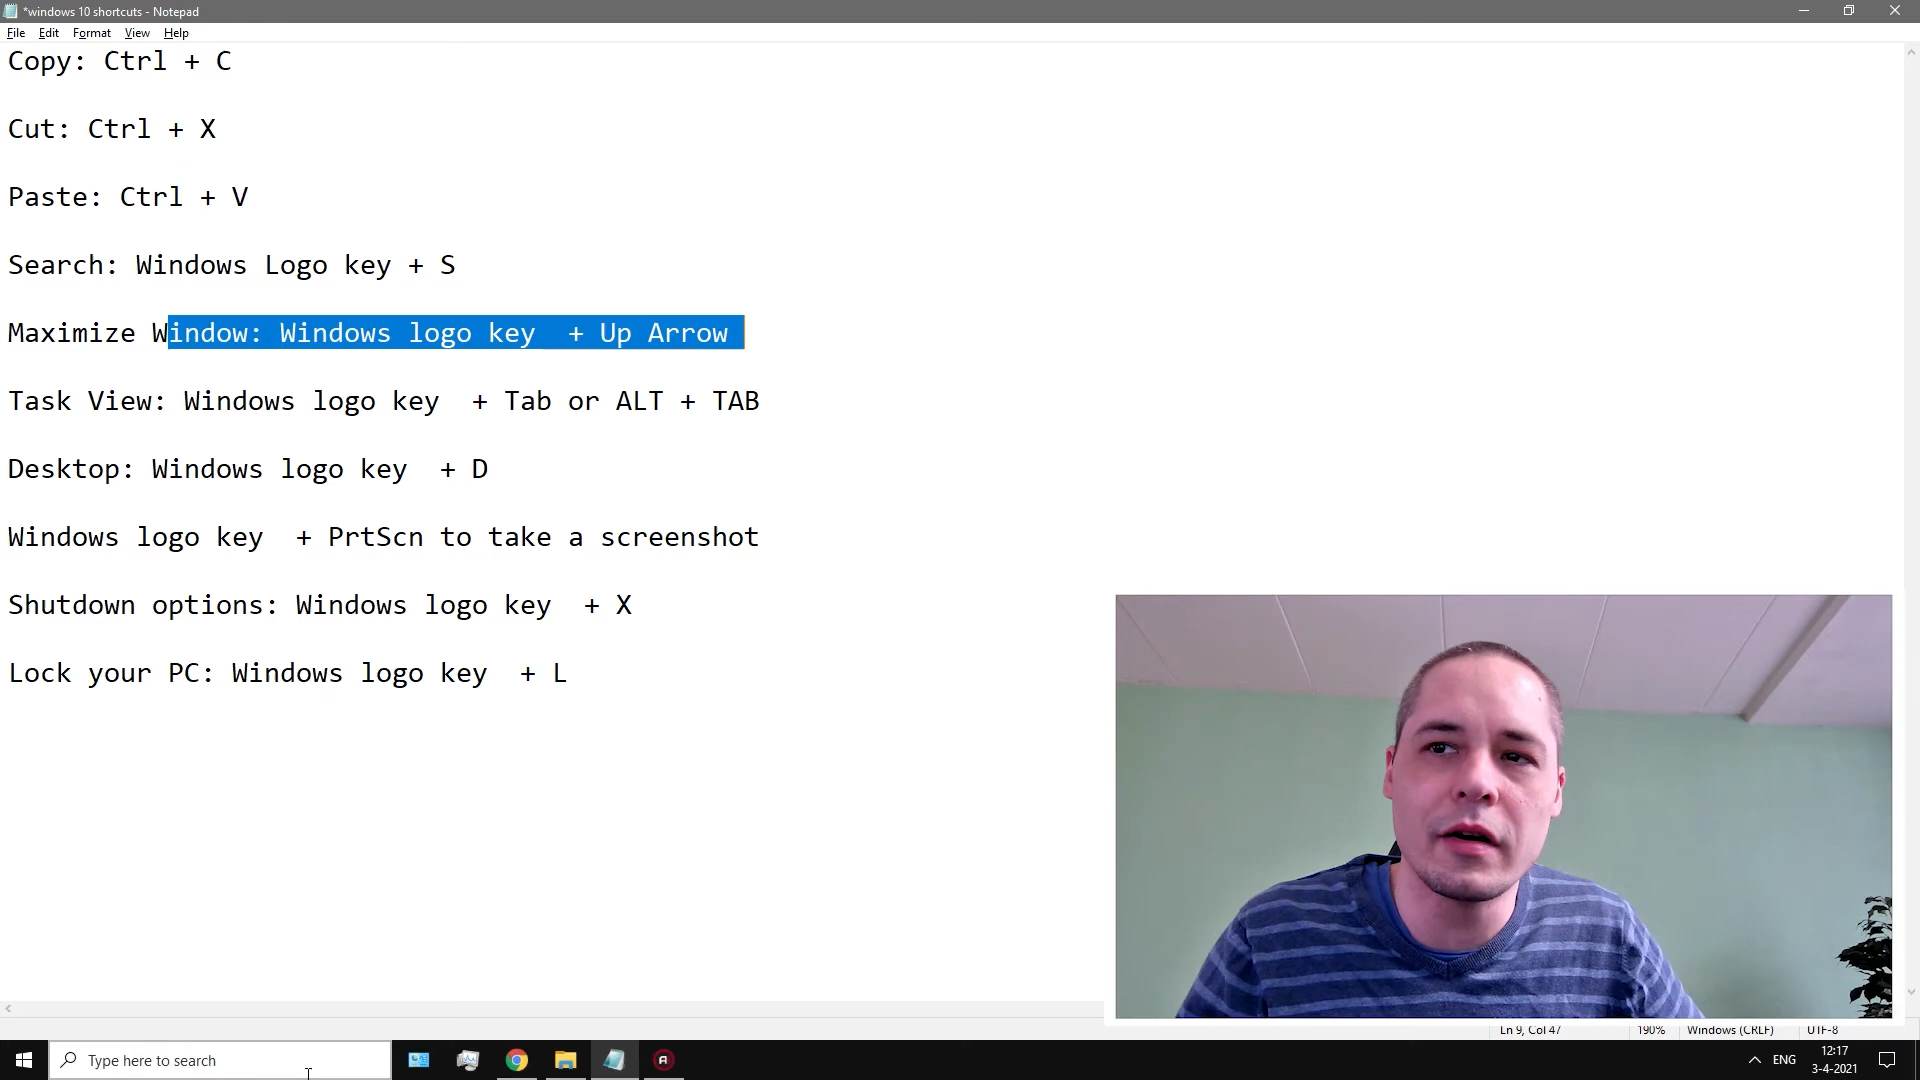 *windows 10 shortcuts - Notepad
File Edit Format View Help
Copy: Ctrl + C
Cut: Ctrl + X
Paste: Ctrl + V
Search: Windows Logo key + S
Maximize Window: Windows logo key  + Up Arrow
Task View: Windows logo key  + Tab or ALT + TAB
Desktop: Windows logo key  + D
Windows logo key  + PrtScn to take a screenshot
Shutdown options: Windows logo key  + X
Lock your PC: Windows logo key  + L
Ln 9, Col 47 190% Windows (CRLF) UTF-8
Type here to search
ENG
12:17
3-4-2021